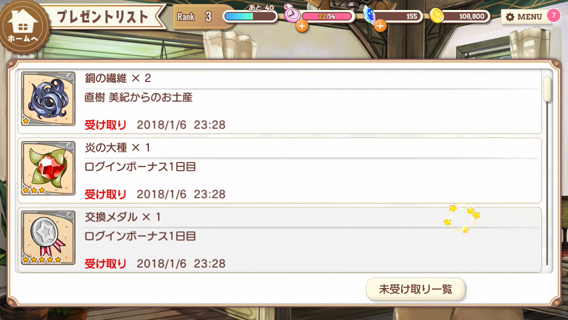 ホームへ
プレゼントリスト
Rank 3
あと 40
22/14
155
108,800
MENU
?
鋼の繊維 × 2
直樹 美紀からのお土産
受け取り 2018/1/6 23:28
炎の大種 × 1
ログインボーナス1日目
受け取り 2018/1/6 23:28
交換メダル × 1
ログインボーナス1日目
受け取り 2018/1/6 23:28
未受け取り一覧